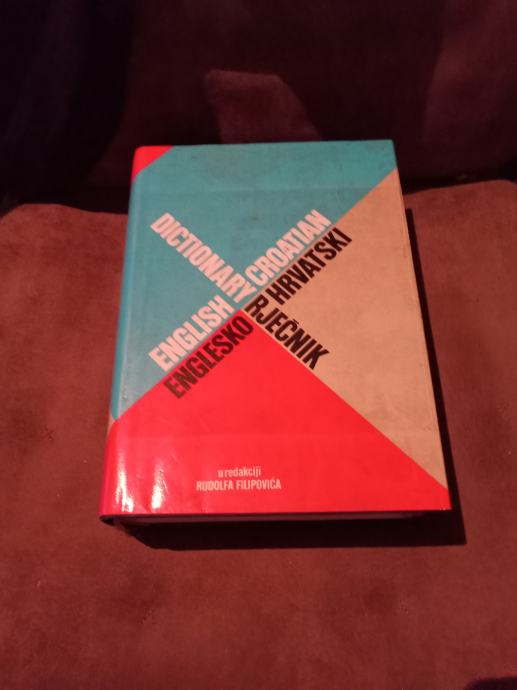 ENGLISH CROATIAN
DICTIONARY
ENGLESKO HRVATSKI
RJEČNIK
u redakciji
RUDOLFA FILIPOVIĆA